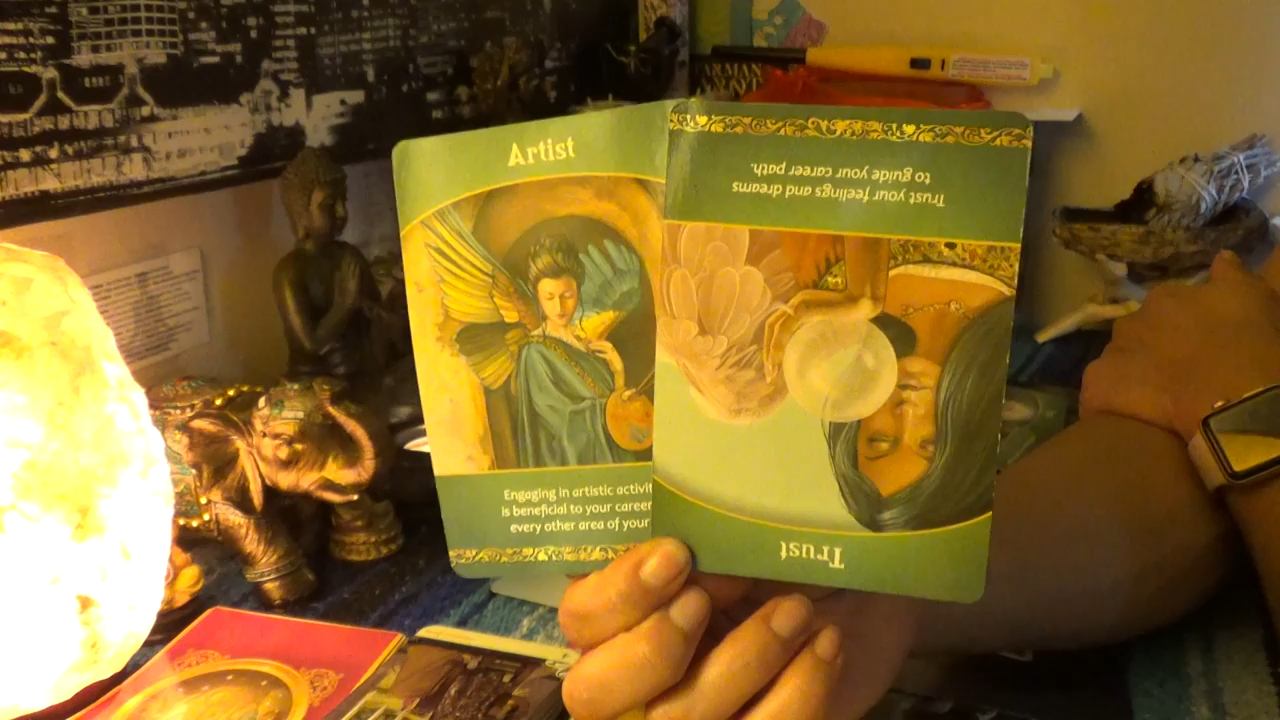 Artist
Engaging in artistic activit
is beneficial to your career
every other area of your
Trust your feelings and dreams
to guide your career path.
Trust
ARMAN